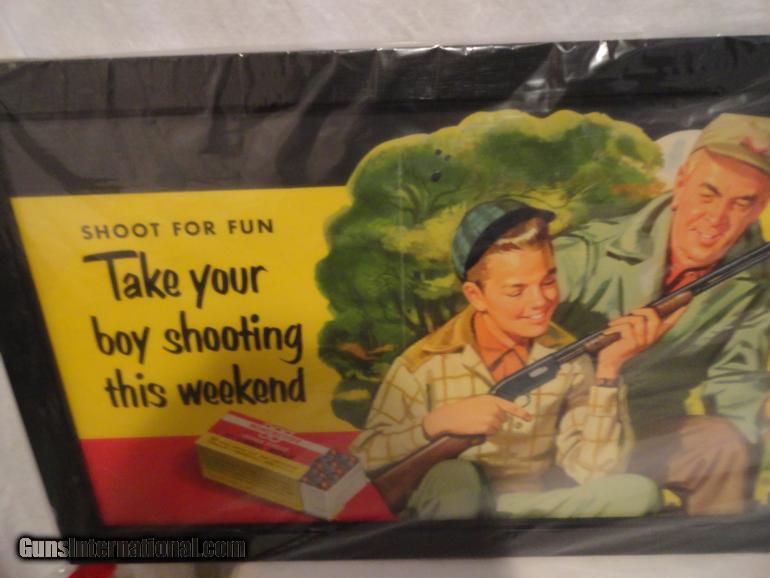 SHOOT FOR FUN
Take your
boy shooting
this weekend
GunsInternational.com